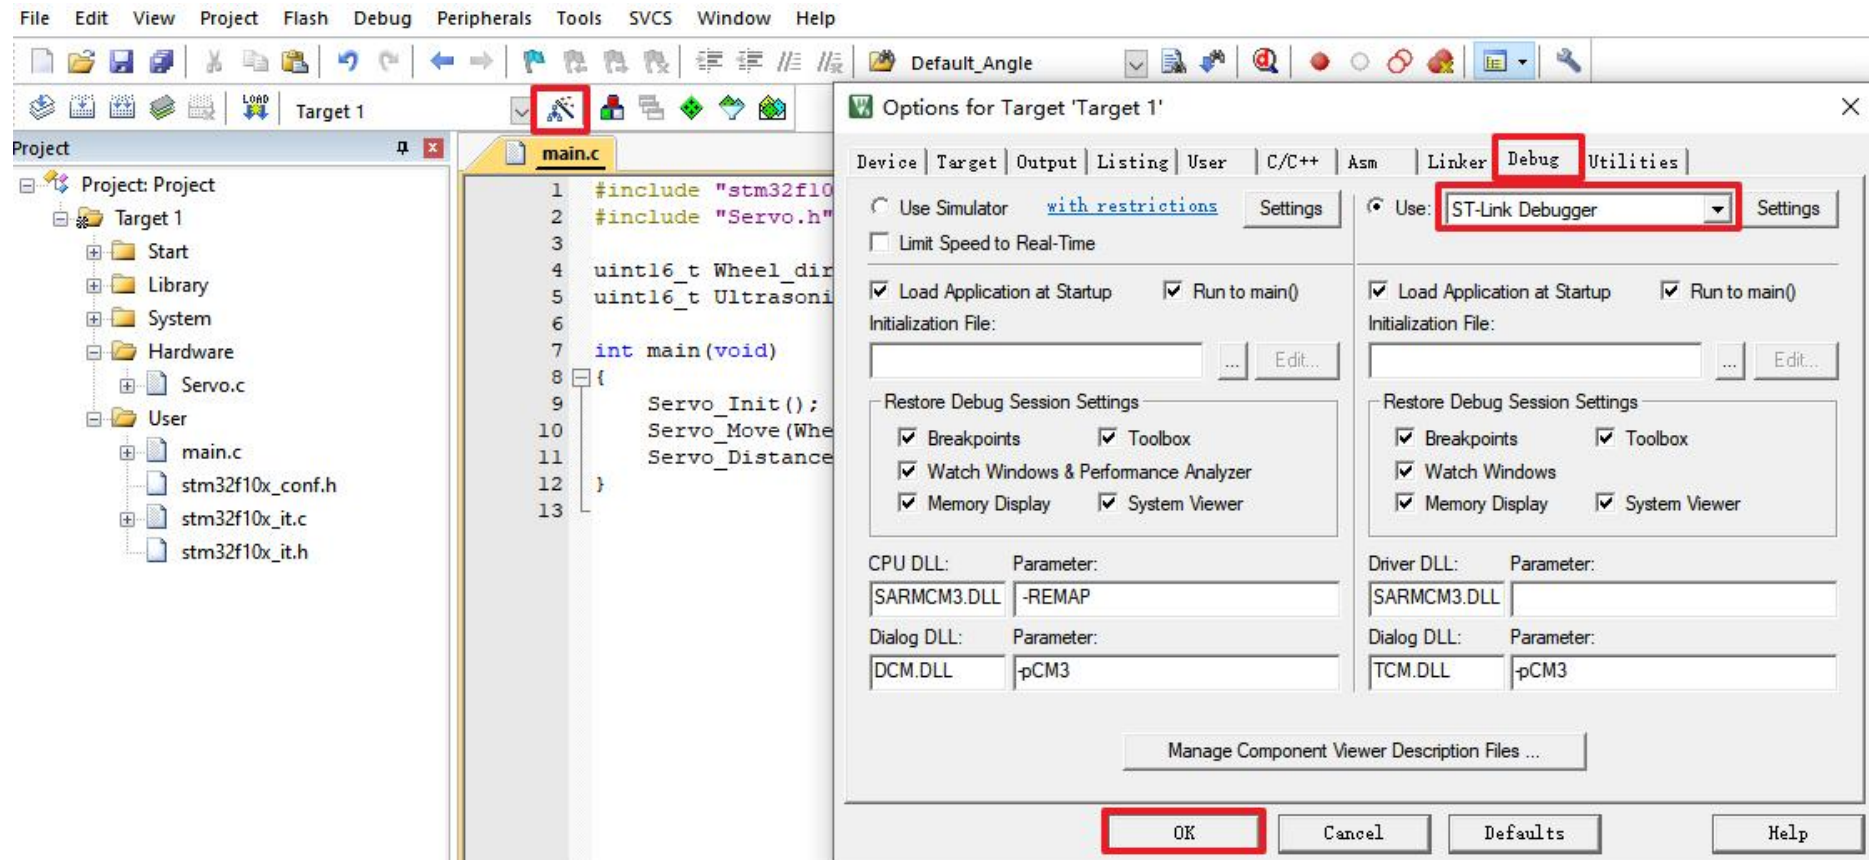 File Edit View Project Flash Debug Peripherals Tools SVCS Window Help
Default_Angle
LOAD Target 1
Project
Project: Project
Target 1
Start
Library
System
Hardware
Servo.c
User
main.c
stm32f10x_conf.h
stm32f10x_it.c
stm32f10x_it.h
main.c
1 #include "stm32f10
2 #include "Servo.h"
3
4 uint16_t Wheel_dir
5 uint16_t Ultrasoni
6
7 int main(void)
8 {
9 Servo_Init();
10 Servo_Move(Whe
11 Servo_Distance
12 }
13
Options for Target 'Target 1'
Device Target Output Listing User C/C++ Asm Linker Debug Utilities
Use Simulator with restrictions Settings
Limit Speed to Real-Time
Use: ST-Link Debugger Settings
Load Application at Startup Run to main()
Initialization File:
... Edit...
Restore Debug Session Settings
Breakpoints Toolbox
Watch Windows & Performance Analyzer
Memory Display System Viewer
CPU DLL: Parameter:
SARMCM3.DLL -REMAP
Dialog DLL: Parameter:
DCM.DLL -pCM3
Load Application at Startup Run to main()
Initialization File:
... Edit...
Restore Debug Session Settings
Breakpoints Toolbox
Watch Windows
Memory Display System Viewer
Driver DLL: Parameter:
SARMCM3.DLL
Dialog DLL: Parameter:
TCM.DLL -pCM3
Manage Component Viewer Description Files ...
OK Cancel Defaults Help